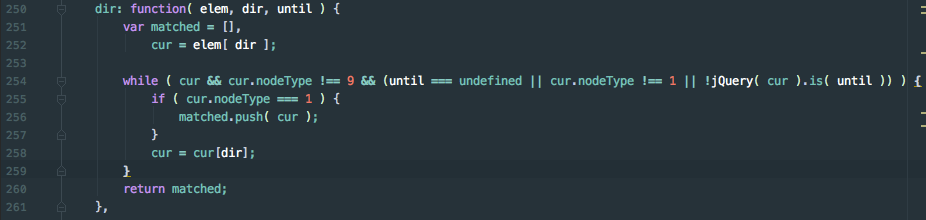 250 dir: function( elem, dir, until ) {
251 var matched = [],
252 cur = elem[ dir ];
253
254 while ( cur && cur.nodeType !== 9 && (until === undefined || cur.nodeType !== 1 || !jQuery( cur ).is( until )) ) {
255 if ( cur.nodeType === 1 ) {
256 matched.push( cur );
257 }
258 cur = cur[dir];
259 }
260 return matched;
261 },